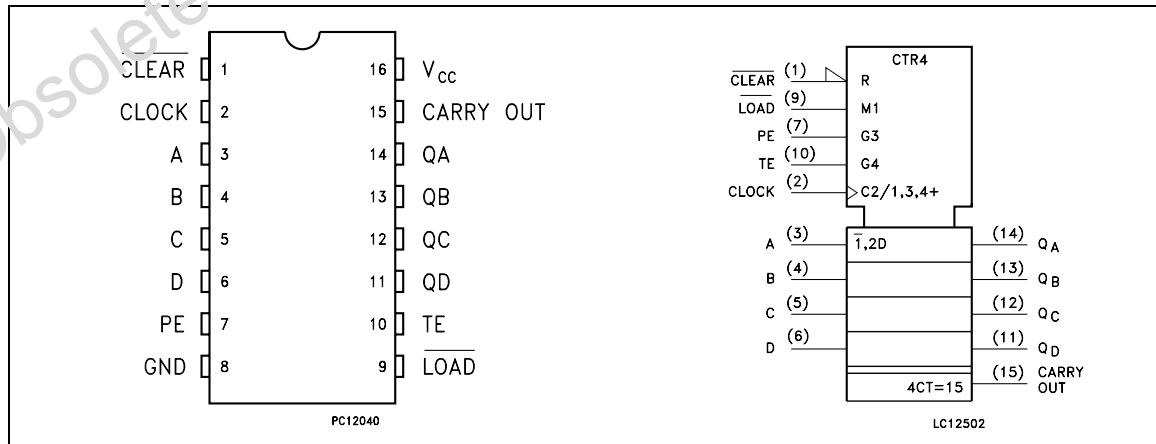 Obsolete
CLEAR 1 16 VCC
CLOCK 2 15 CARRY OUT
A 3 14 QA
B 4 13 QB
C 5 12 QC
D 6 11 QD
PE 7 10 TE
GND 8 9 LOAD
PC12040
CTR4
CLEAR (1) R
LOAD (9) M1
PE (7) G3
TE (10) G4
CLOCK (2) C2/1,3,4+
A (3) 1,2D (14) QA
B (4) (13) QB
C (5) (12) QC
D (6) (11) QD
4CT=15 (15) CARRY
OUT
LC12502